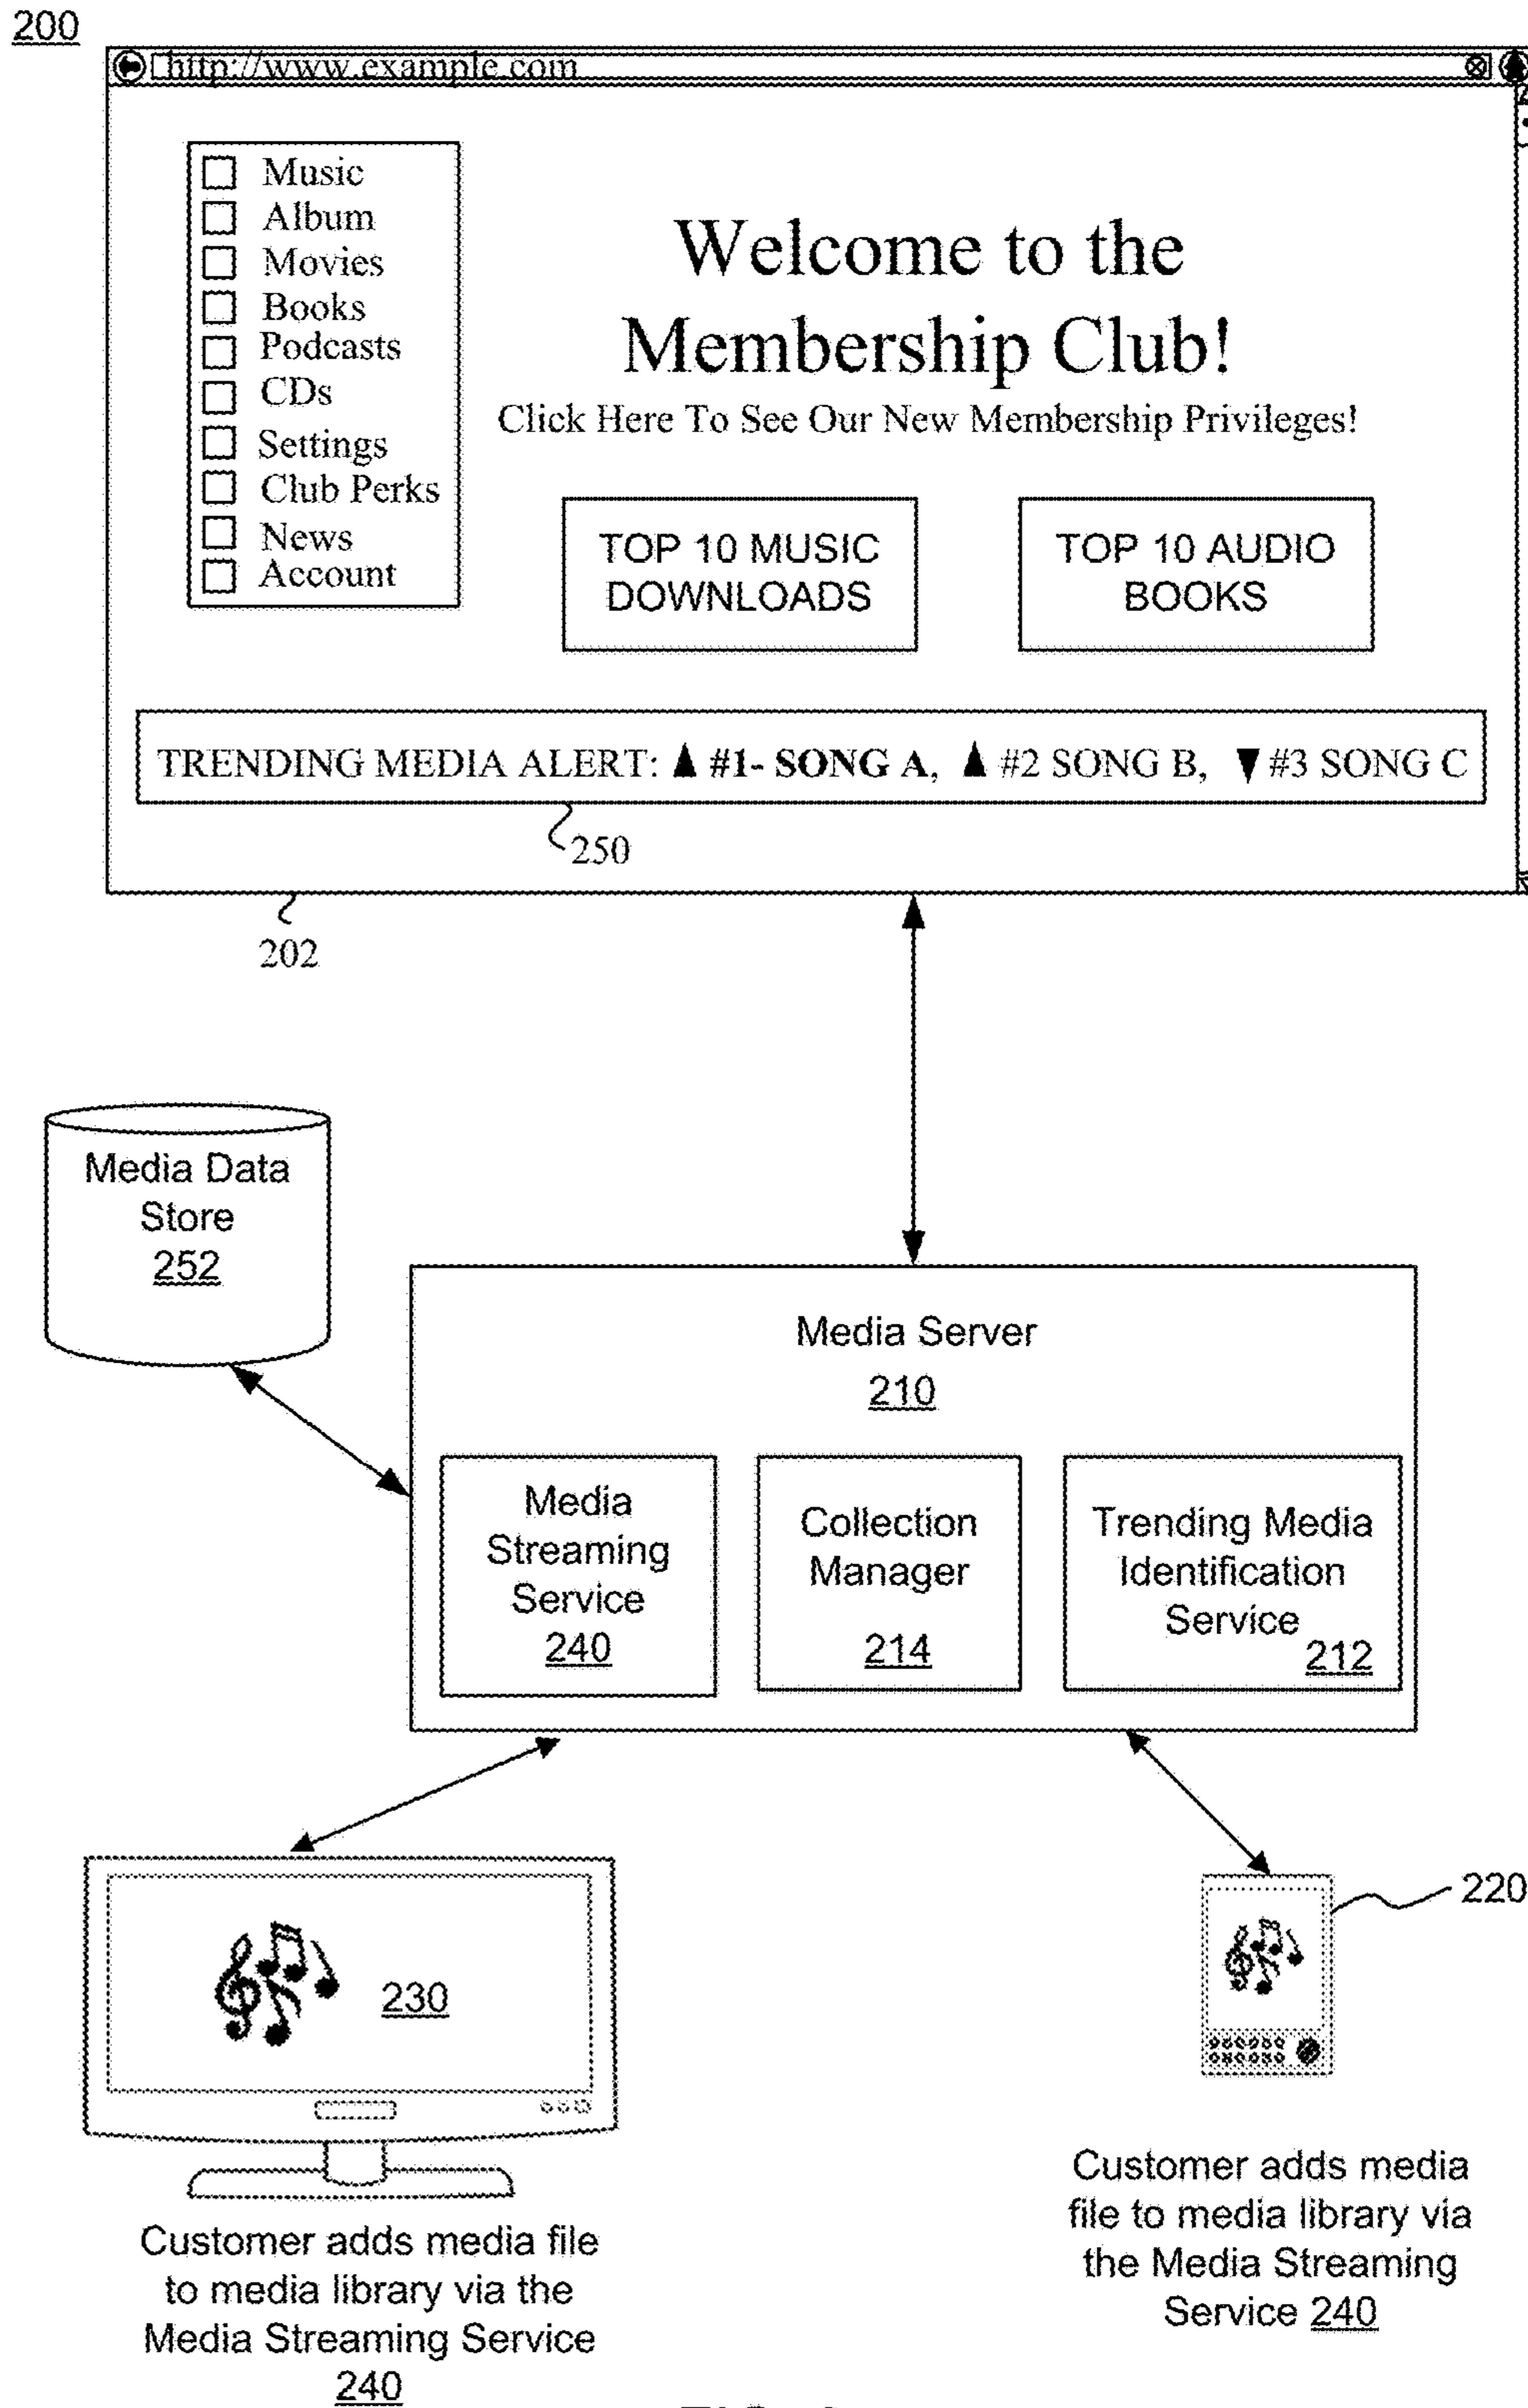 200
http://www.example.com
Music
Album
Movies
Books
Podcasts
CDs
Settings
Club Perks
News
Account
Welcome to the
Membership Club!
Click Here To See Our New Membership Privileges!
TOP 10 MUSIC
DOWNLOADS
TOP 10 AUDIO
BOOKS
TRENDING MEDIA ALERT: ▲ #1- SONG A, ▲ #2 SONG B, ▼ #3 SONG C
250
202
Media Data
Store
252
Media Server
210
Media
Streaming
Service
240
Collection
Manager
214
Trending Media
Identification
Service
212
230
220
Customer adds media file
to media library via the
Media Streaming Service
240
Customer adds media
file to media library via
the Media Streaming
Service 240